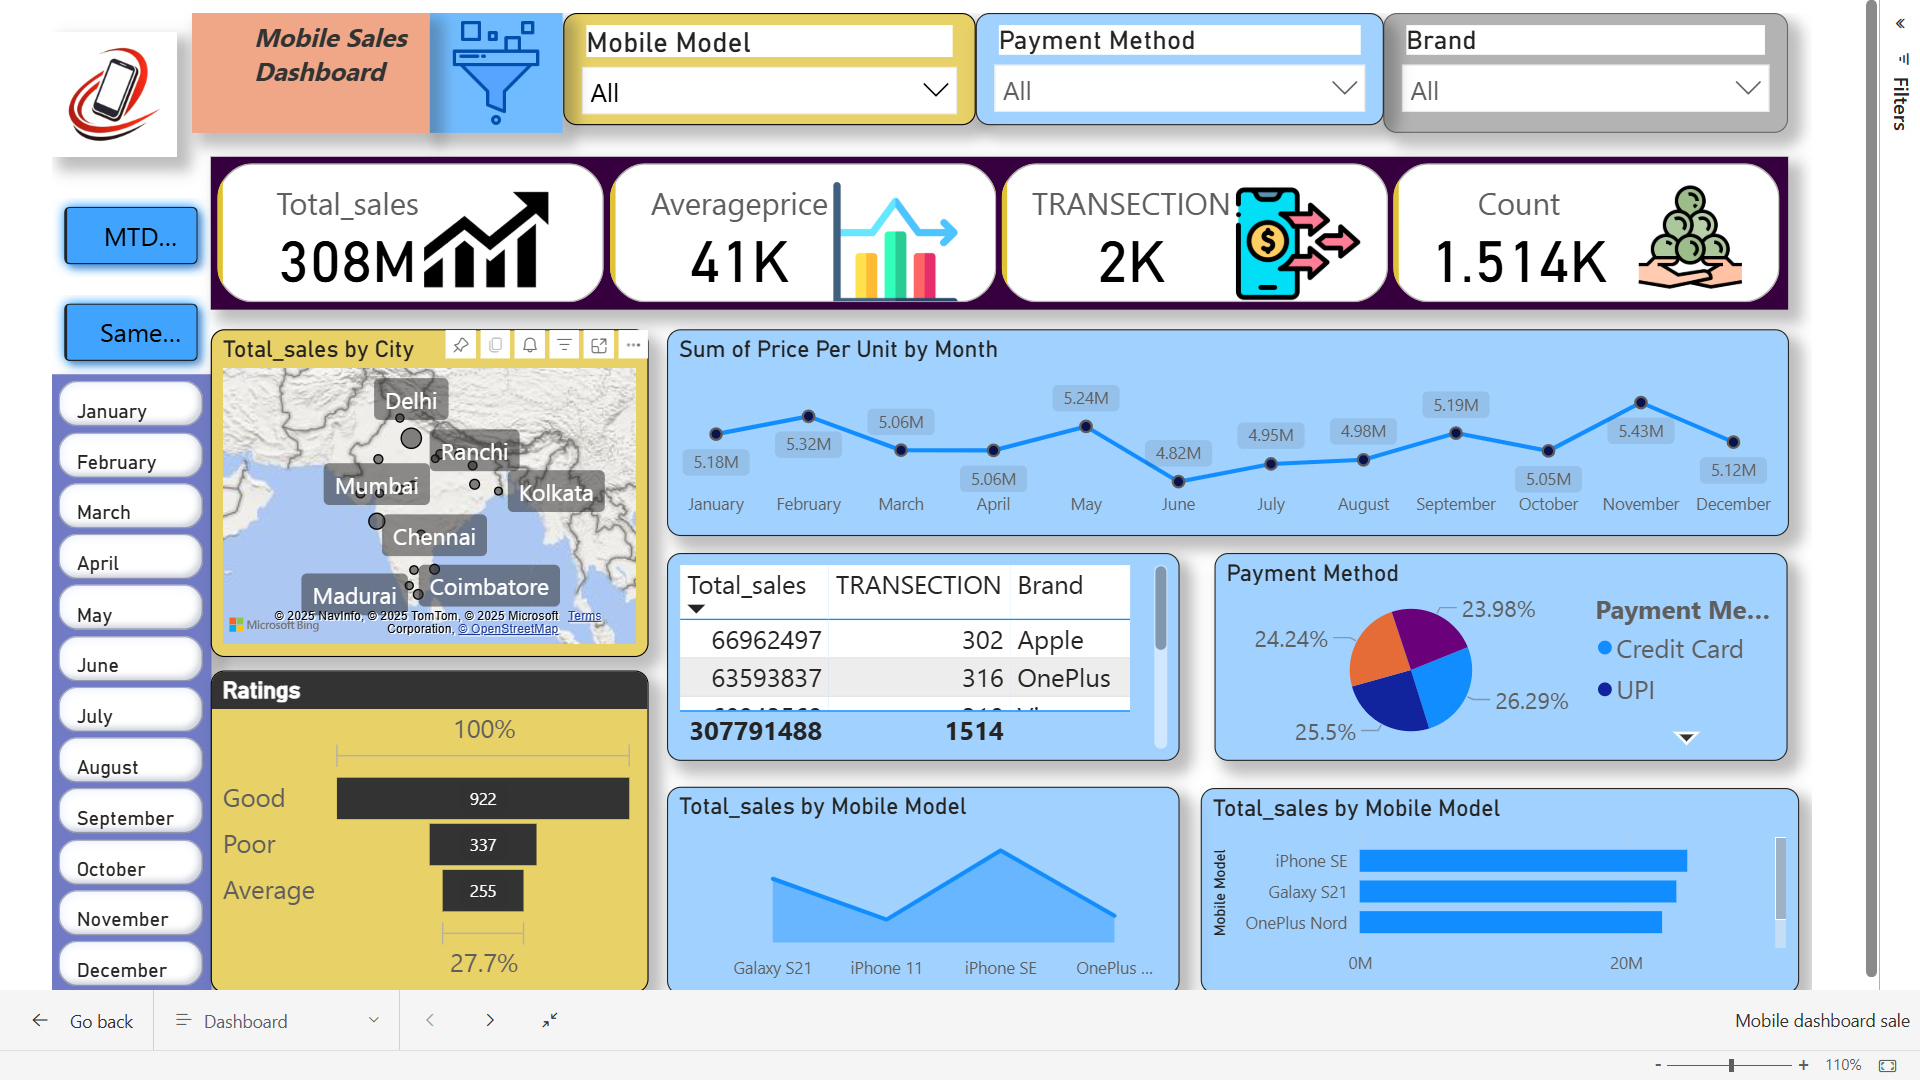 Mobile Sales
Dashboard
Mobile Model
All
Payment Method
All
Brand
All
Filters
MTD...
Same...
Total_sales
308M
Averageprice
41K
TRANSECTION
2K
Count
1.514K
January
February
March
April
May
June
July
August
September
October
November
December
Total_sales by City
Delhi
Ranchi
Mumbai
Kolkata
Chennai
Coimbatore
Madurai
Microsoft Bing
© 2025 NavInfo, © 2025 TomTom, © 2025 Microsoft Terms
Corporation, © OpenStreetMap
Sum of Price Per Unit by Month
5.18M
5.32M
5.06M
5.06M
5.24M
4.82M
4.95M
4.98M
5.19M
5.05M
5.43M
5.12M
January February March April May June July August September October November December
Ratings
100%
Good 922
Poor 337
Average 255
27.7%
Total_sales TRANSECTION Brand
66962497 302 Apple
63593837 316 OnePlus
307791488 1514
Payment Method
23.98%
24.24%
26.29%
25.5%
Payment Me...
Credit Card
UPI
Total_sales by Mobile Model
Galaxy S21 iPhone 11 iPhone SE OnePlus ...
Total_sales by Mobile Model
Mobile Model
iPhone SE
Galaxy S21
OnePlus Nord
0M 20M
Go back
Dashboard
Mobile dashboard sale
- + 110%